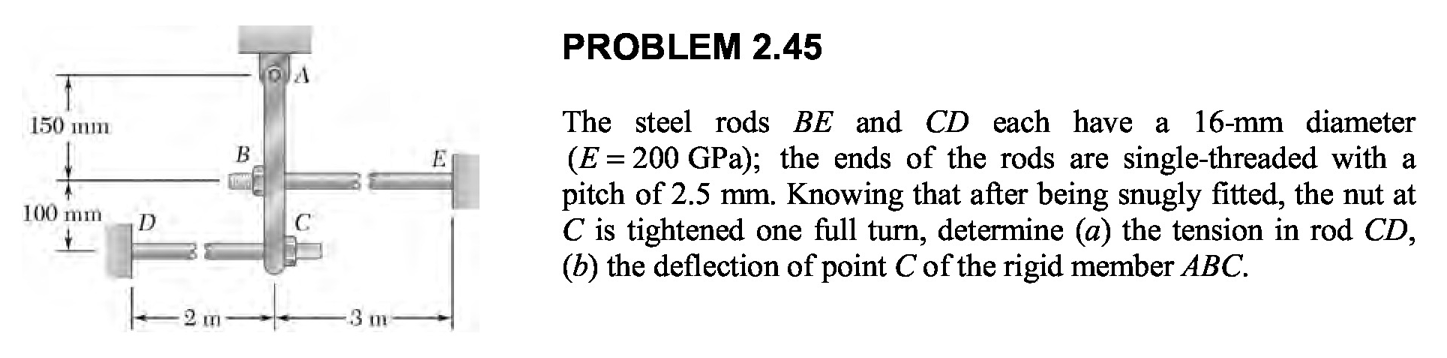 PROBLEM 2.45
The steel rods BE and CD each have a 16-mm diameter
(E = 200 GPa); the ends of the rods are single-threaded with a
pitch of 2.5 mm. Knowing that after being snugly fitted, the nut at
C is tightened one full turn, determine (a) the tension in rod CD,
(b) the deflection of point C of the rigid member ABC.
A
150 mm
B
E
100 mm
D
C
2 m
3 m